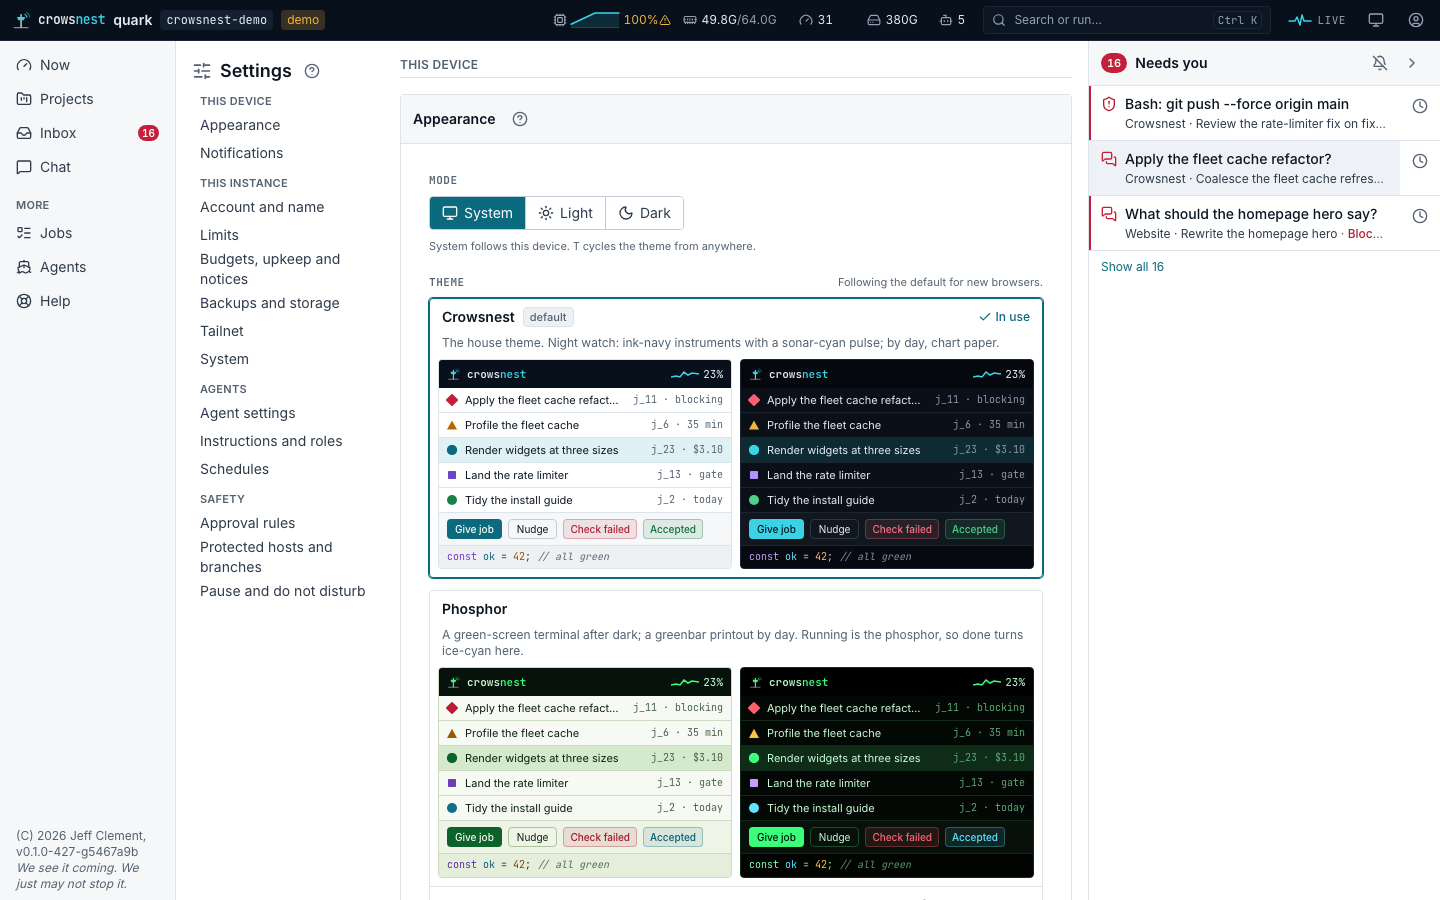 crowsnest quark crowsnest-demo demo 100% 49.8G/64.0G 31 380G 5 Search or run... Ctrl K LIVE
Now
Projects
Inbox 16
Chat
MORE
Jobs
Agents
Help
(C) 2026 Jeff Clement,
v0.1.0-427-g5467a9b
We see it coming. We
just may not stop it.
Settings
THIS DEVICE
Appearance
Notifications
THIS INSTANCE
Account and name
Limits
Budgets, upkeep and
notices
Backups and storage
Tailnet
System
AGENTS
Agent settings
Instructions and roles
Schedules
SAFETY
Approval rules
Protected hosts and
branches
Pause and do not disturb
THIS DEVICE
Appearance
MODE
System Light Dark
System follows this device. T cycles the theme from anywhere.
THEME Following the default for new browsers.
Crowsnest default In use
The house theme. Night watch: ink-navy instruments with a sonar-cyan pulse; by day, chart paper.
crowsnest 23%
Apply the fleet cache refact... j_11 · blocking
Profile the fleet cache j_6 · 35 min
Render widgets at three sizes j_23 · $3.10
Land the rate limiter j_13 · gate
Tidy the install guide j_2 · today
Give job Nudge Check failed Accepted
const ok = 42; // all green
crowsnest 23%
Apply the fleet cache refact... j_11 · blocking
Profile the fleet cache j_6 · 35 min
Render widgets at three sizes j_23 · $3.10
Land the rate limiter j_13 · gate
Tidy the install guide j_2 · today
Give job Nudge Check failed Accepted
const ok = 42; // all green
Phosphor
A green-screen terminal after dark; a greenbar printout by day. Running is the phosphor, so done turns
ice-cyan here.
crowsnest 23%
Apply the fleet cache refact... j_11 · blocking
Profile the fleet cache j_6 · 35 min
Render widgets at three sizes j_23 · $3.10
Land the rate limiter j_13 · gate
Tidy the install guide j_2 · today
Give job Nudge Check failed Accepted
const ok = 42; // all green
crowsnest 23%
Apply the fleet cache refact... j_11 · blocking
Profile the fleet cache j_6 · 35 min
Render widgets at three sizes j_23 · $3.10
Land the rate limiter j_13 · gate
Tidy the install guide j_2 · today
Give job Nudge Check failed Accepted
const ok = 42; // all green
16 Needs you
Bash: git push --force origin main
Crowsnest · Review the rate-limiter fix on fix...
Apply the fleet cache refactor?
Crowsnest · Coalesce the fleet cache refres...
What should the homepage hero say?
Website · Rewrite the homepage hero · Bloc...
Show all 16